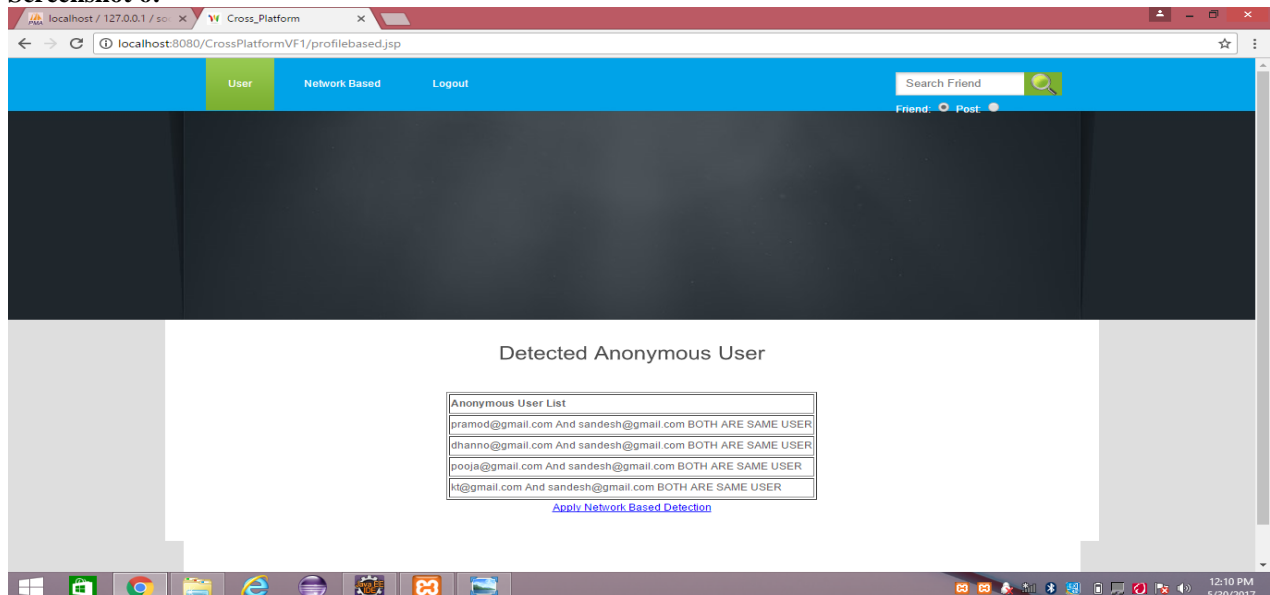 Screenshot 6:
localhost / 127.0.0.1 / so
Cross_Platform
localhost:8080/CrossPlatformVF1/profilebased.jsp
User
Network Based
Logout
Search Friend
Friend: Post:
Detected Anonymous User
Anonymous User List
pramod@gmail.com And sandesh@gmail.com BOTH ARE SAME USER
dhanno@gmail.com And sandesh@gmail.com BOTH ARE SAME USER
pooja@gmail.com And sandesh@gmail.com BOTH ARE SAME USER
kt@gmail.com And sandesh@gmail.com BOTH ARE SAME USER
Apply Network Based Detection
12:10 PM
5/30/2017